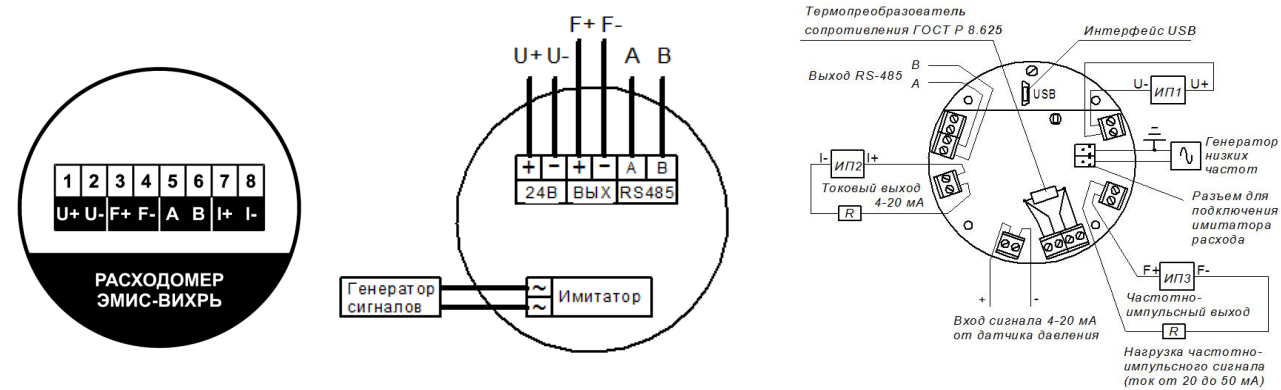 1 2 3 4 5 6 7 8
U+ U- F+ F- A B I+ I-
РАСХОДОМЕР
ЭМИС-ВИХРЬ
F+ F-
U+ U- A B
+ - + - A B
24В ВЫХ RS485
Генератор
сигналов
~
~
Имитатор
Термопреобразователь
сопротивления ГОСТ Р 8.625
Интерфейс USB
Выход RS-485
B
A
USB
U- ИП1 U+
Генератор
низких
частот
I- ИП2 I+
Токовый выход
4-20 мА
R
Разъем для
подключения
имитатора
расхода
+ -
Вход сигнала 4-20 мА
от датчика давления
F+ ИП3 F-
Частотно-
импульсный выход
R
Нагрузка частотно-
импульсного сигнала
(ток от 20 до 50 мА)